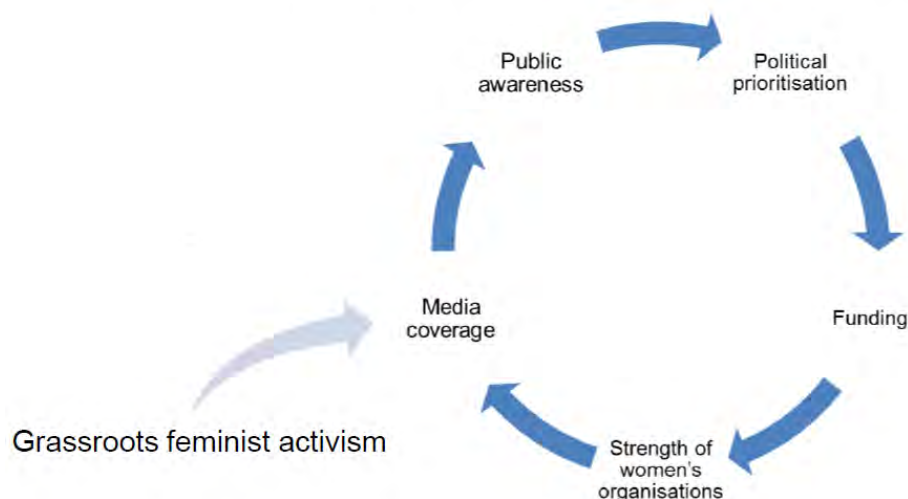 Public
awareness
Political
prioritisation
Funding
Strength of
women's
organisations
Media
coverage
Grassroots feminist activism